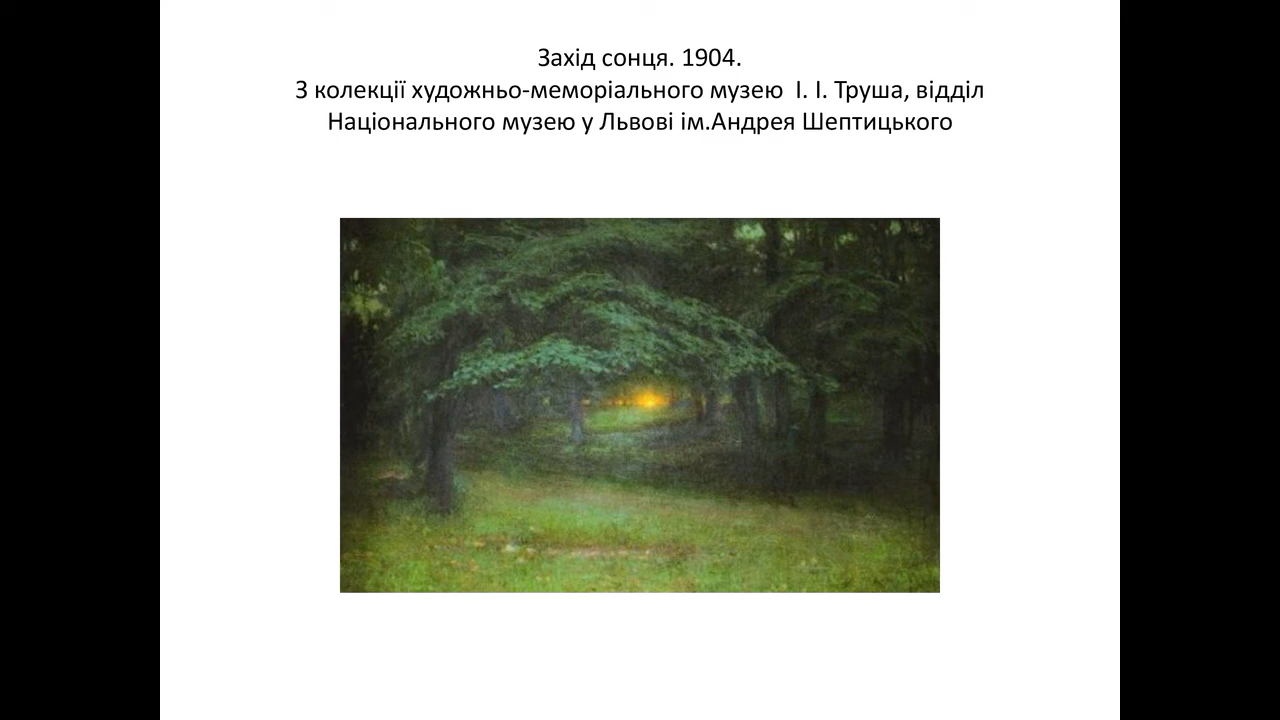 Захід сонця. 1904.
З колекції художньо-меморіального музею  І. І. Труша, відділ
Національного музею у Львові ім.Андрея Шептицького